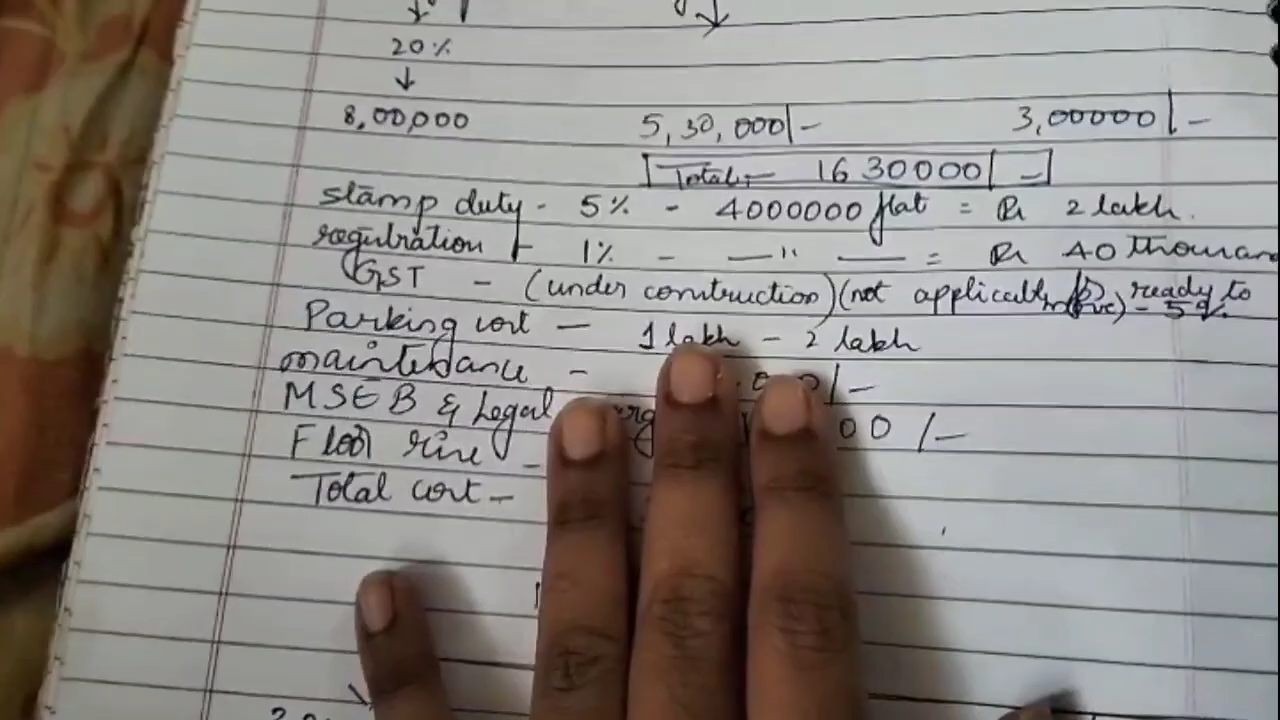 20%
8,00,000 5,30,000/- 3,00000/-
Total:- 1630000/-
Stamp duty - 5% - 4000000 flat = Rs 2 lakh.
registration - 1% - —"— = Rs 40 thousand
GST - (under construction) (not applicable ready to
move) - 5%
Parking cost - 1 lakh - 2 lakh
maintenance - /-
MSEB & Legal 00/-
Floor rise -
Total cost -